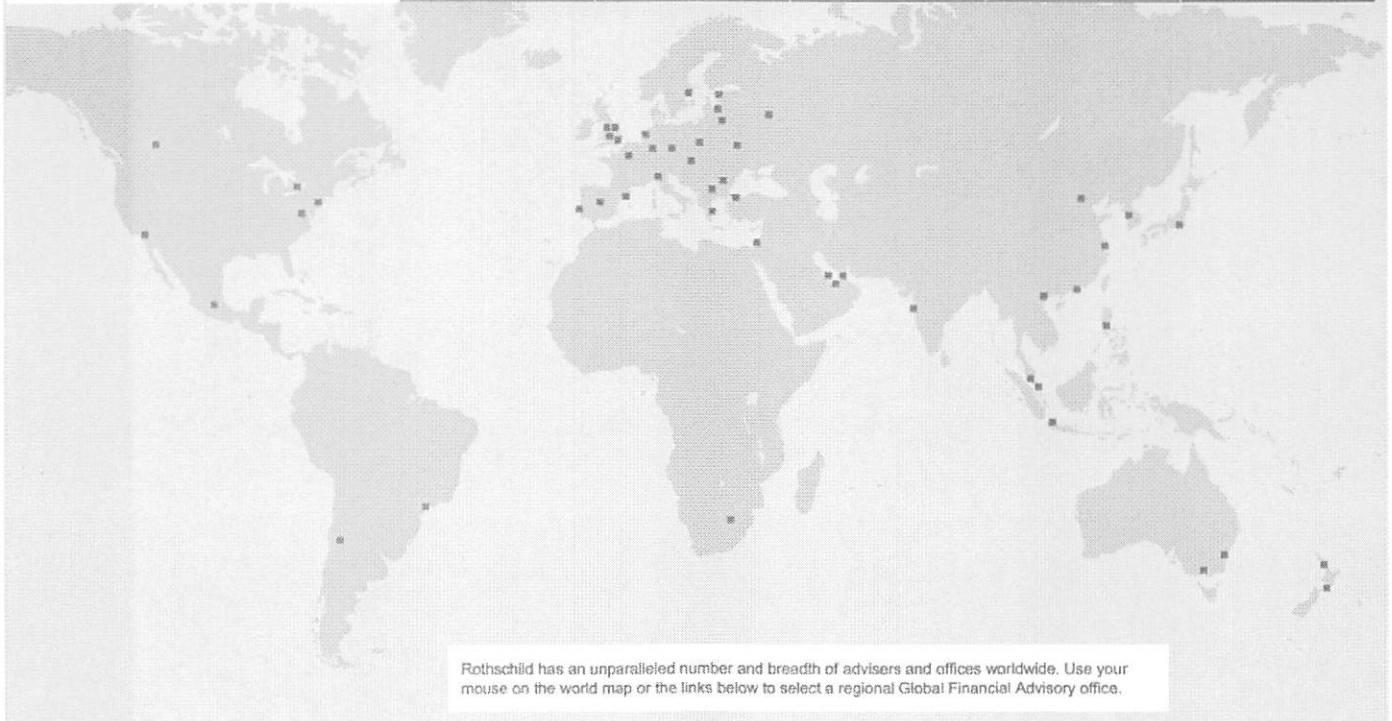 Rothschild has an unparalleled number and breadth of advisers and offices worldwide. Use your
mouse on the world map or the links below to select a regional Global Financial Advisory office.